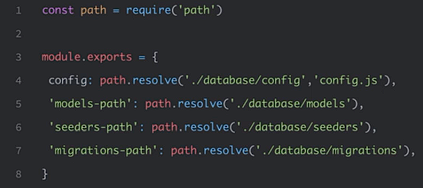 1 const path = require('path')
2
3 module.exports = {
4 config: path.resolve('./database/config','config.js'),
5 'models-path': path.resolve('./database/models'),
6 'seeders-path': path.resolve('./database/seeders'),
7 'migrations-path': path.resolve('./database/migrations'),
8 }